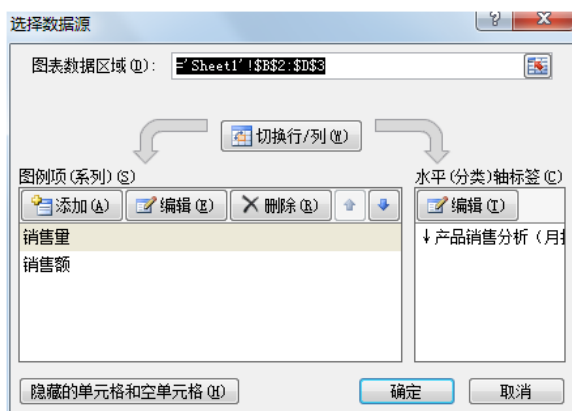 选择数据源
图表数据区域(D): ='Sheet1'!$B$2:$D$3
切换行/列(W)
图例项(系列)(S)
水平(分类)轴标签(C)
添加(A) 编辑(E) 删除(R)
编辑(T)
销售量
销售额
↓产品销售分析（月
隐藏的单元格和空单元格(H)
确定 取消